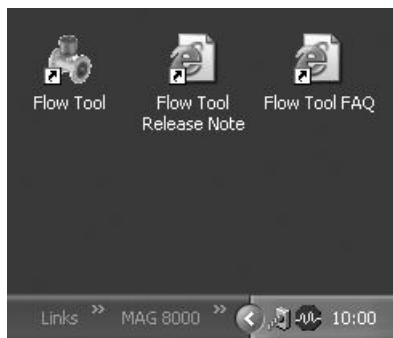 Flow Tool
Flow Tool
Release Note
Flow Tool FAQ
Links
MAG 8000
10:00